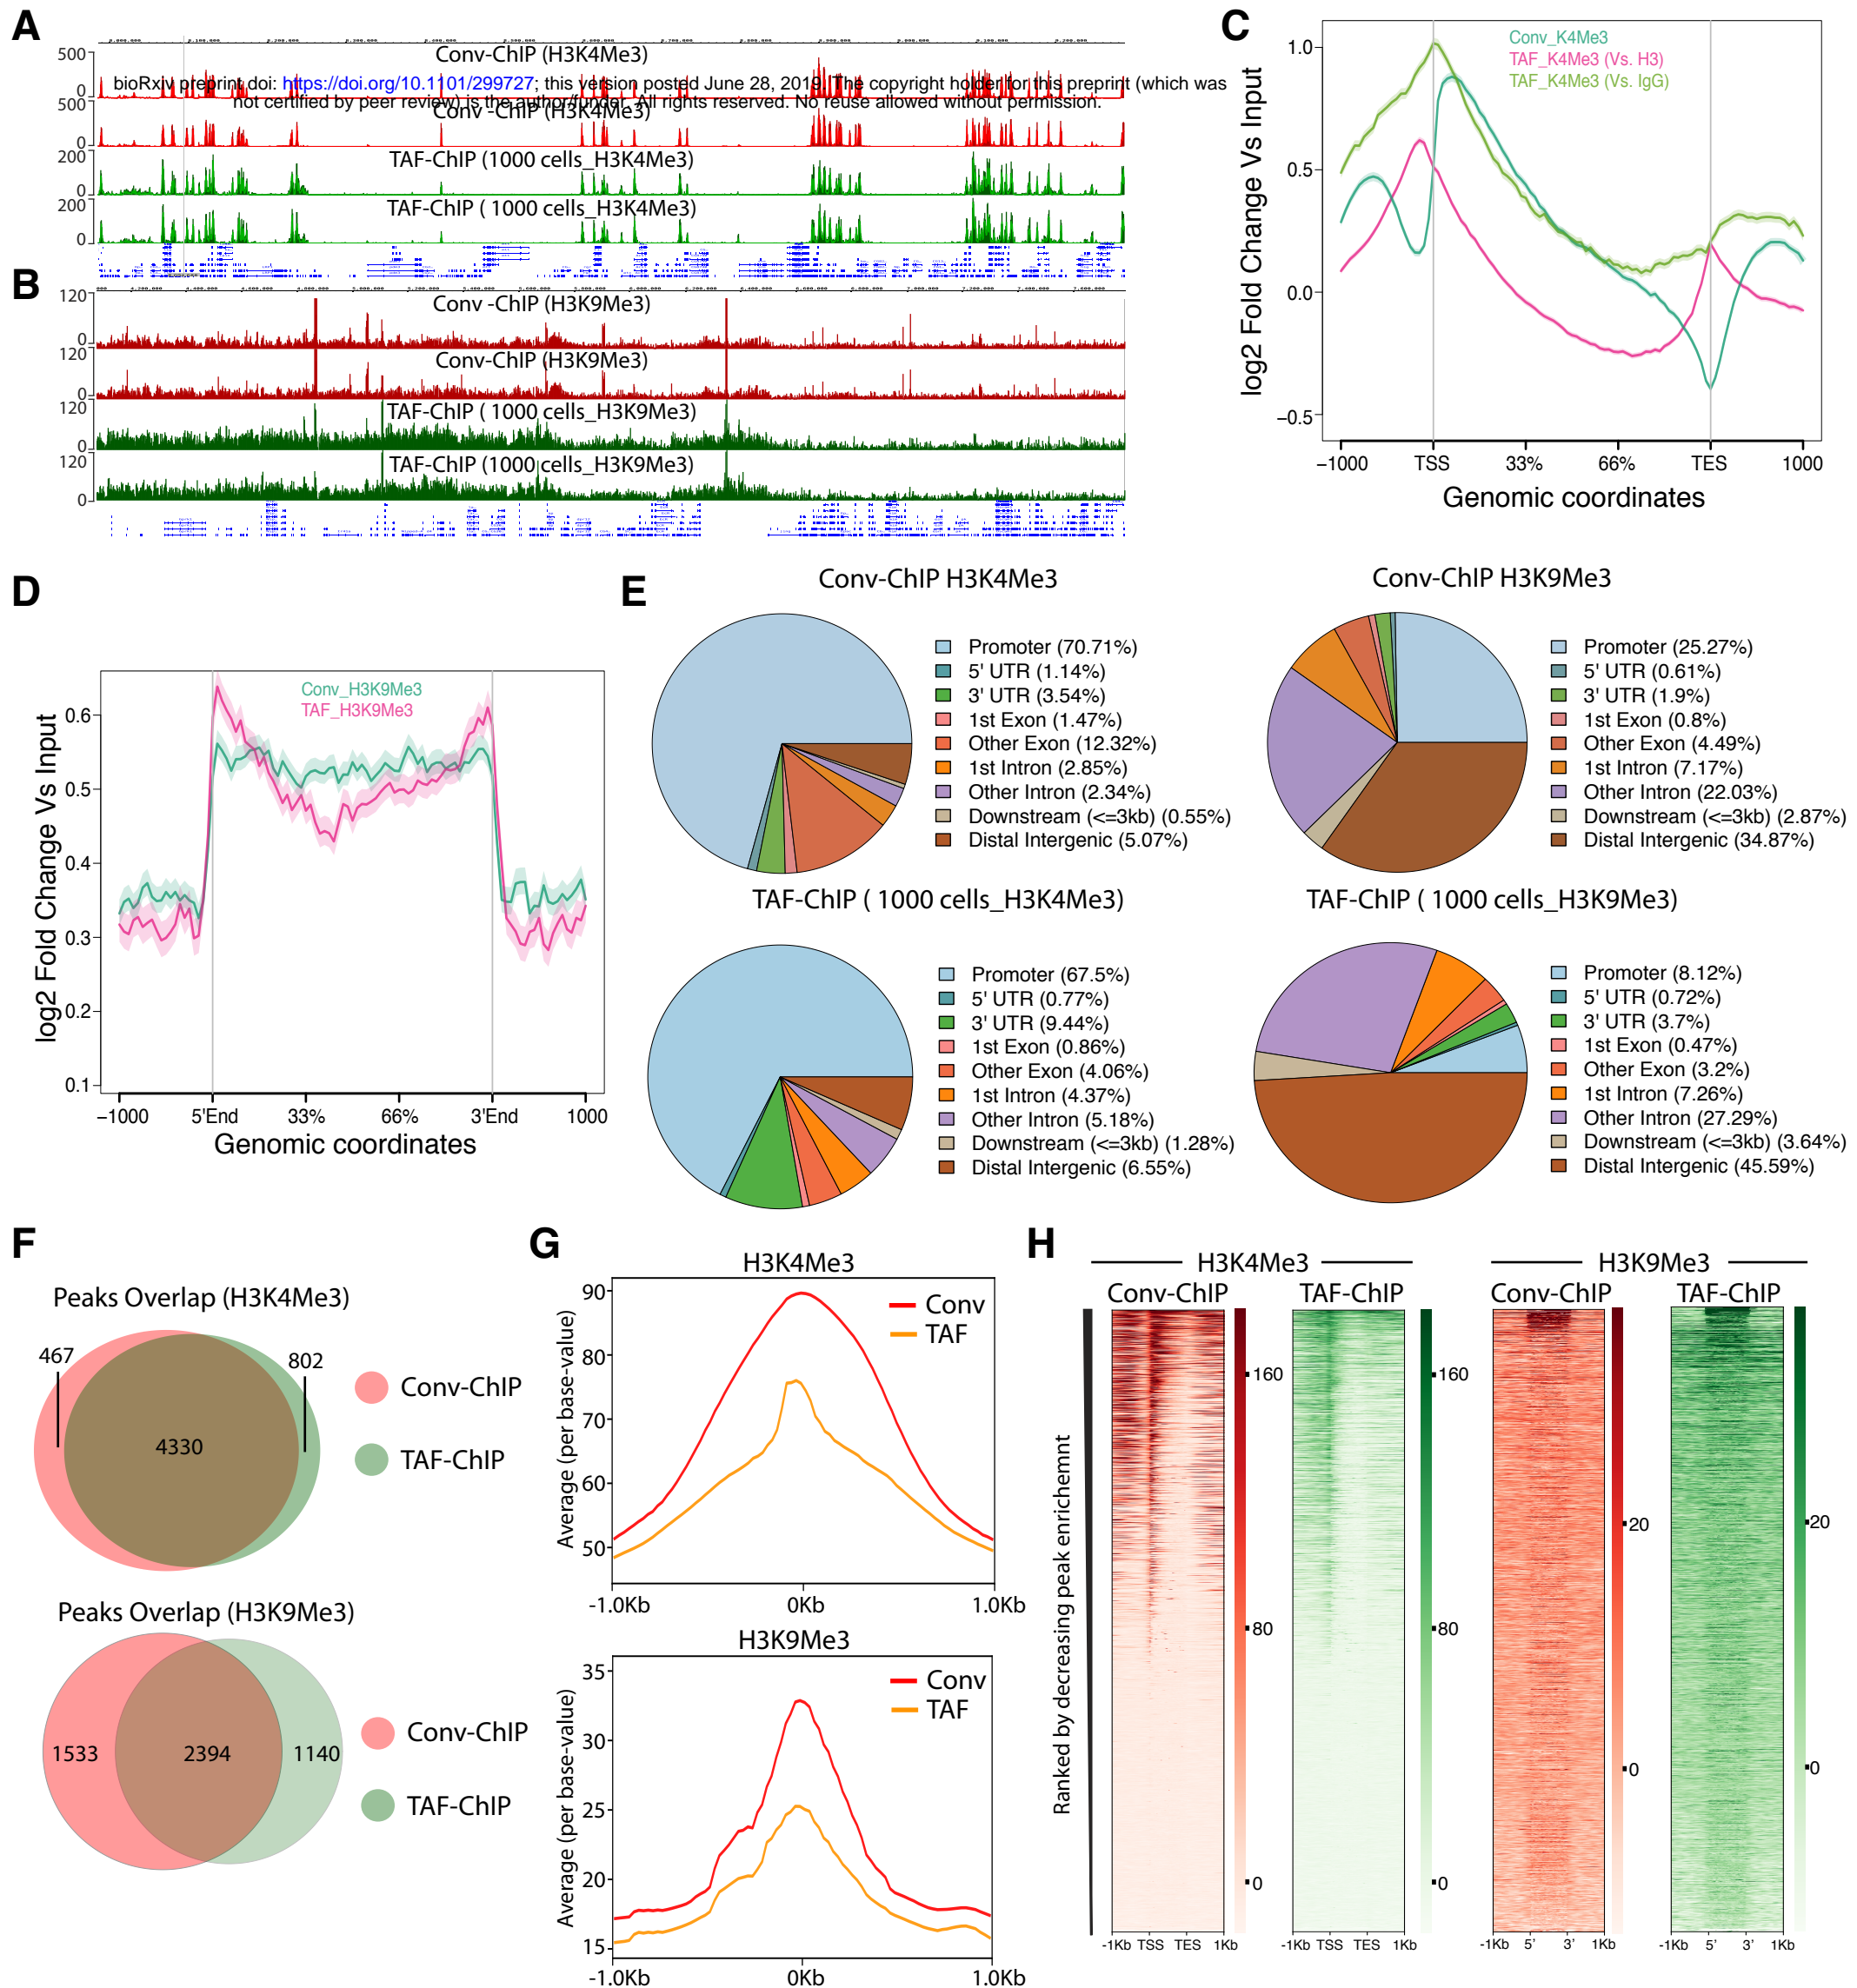 A
Conv-ChIP (H3K4Me3)
500
0
bioRxiv preprint doi: https://doi.org/10.1101/299727; this version posted June 28, 2019. The copyright holder for this preprint (which was
not certified by peer review) is the author/funder. All rights reserved. No reuse allowed without permission.
Conv -ChIP (H3K4Me3)
500
0
TAF-ChIP (1000 cells_H3K4Me3)
200
0
TAF-ChIP ( 1000 cells_H3K4Me3)
200
0
B
Conv -ChIP (H3K9Me3)
120
0
Conv-ChIP (H3K9Me3)
120
0
TAF-ChIP ( 1000 cells_H3K9Me3)
120
0
TAF-ChIP (1000 cells_H3K9Me3)
120
0
C
log2 Fold Change Vs Input
1.0
0.5
0.0
−0.5
Conv_K4Me3
TAF_K4Me3 (Vs. H3)
TAF_K4Me3 (Vs. IgG)
−1000 TSS 33% 66% TES 1000
Genomic coordinates
D
log2 Fold Change Vs Input
0.6
0.5
0.4
0.3
0.2
0.1
Conv_H3K9Me3
TAF_H3K9Me3
−1000 5'End 33% 66% 3'End 1000
Genomic coordinates
E
Conv-ChIP H3K4Me3
Promoter (70.71%)
5' UTR (1.14%)
3' UTR (3.54%)
1st Exon (1.47%)
Other Exon (12.32%)
1st Intron (2.85%)
Other Intron (2.34%)
Downstream (<=3kb) (0.55%)
Distal Intergenic (5.07%)
Conv-ChIP H3K9Me3
Promoter (25.27%)
5' UTR (0.61%)
3' UTR (1.9%)
1st Exon (0.8%)
Other Exon (4.49%)
1st Intron (7.17%)
Other Intron (22.03%)
Downstream (<=3kb) (2.87%)
Distal Intergenic (34.87%)
TAF-ChIP ( 1000 cells_H3K4Me3)
Promoter (67.5%)
5' UTR (0.77%)
3' UTR (9.44%)
1st Exon (0.86%)
Other Exon (4.06%)
1st Intron (4.37%)
Other Intron (5.18%)
Downstream (<=3kb) (1.28%)
Distal Intergenic (6.55%)
TAF-ChIP ( 1000 cells_H3K9Me3)
Promoter (8.12%)
5' UTR (0.72%)
3' UTR (3.7%)
1st Exon (0.47%)
Other Exon (3.2%)
1st Intron (7.26%)
Other Intron (27.29%)
Downstream (<=3kb) (3.64%)
Distal Intergenic (45.59%)
F
Peaks Overlap (H3K4Me3)
467
802
4330
Conv-ChIP
TAF-ChIP
Peaks Overlap (H3K9Me3)
1533
2394
1140
Conv-ChIP
TAF-ChIP
G
H3K4Me3
Average (per base-value)
90
80
70
60
50
Conv
TAF
-1.0Kb 0Kb 1.0Kb
H3K9Me3
Average (per base-value)
35
30
25
20
15
Conv
TAF
-1.0Kb 0Kb 1.0Kb
H
H3K4Me3
H3K9Me3
Conv-ChIP TAF-ChIP Conv-ChIP TAF-ChIP
Ranked by decreasing peak enrichemnt
160
80
0
160
80
0
20
0
20
0
-1Kb TSS TES 1Kb
-1Kb TSS TES 1Kb
-1Kb 5' 3' 1Kb
-1Kb 5' 3' 1Kb